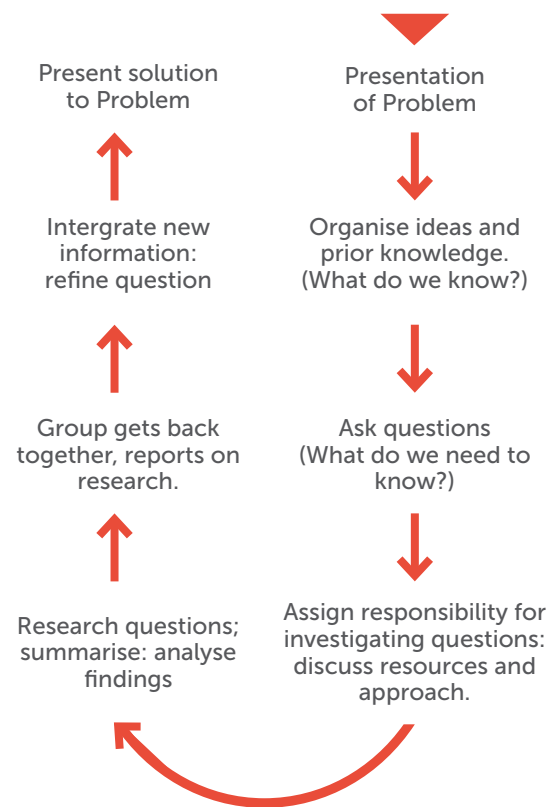 Presentation
of Problem
Organise ideas and
prior knowledge.
(What do we know?)
Ask questions
(What do we need to
know?)
Assign responsibility for
investigating questions:
discuss resources and
approach.
Research questions;
summarise: analyse
findings
Group gets back
together, reports on
research.
Intergrate new
information:
refine question
Present solution
to Problem